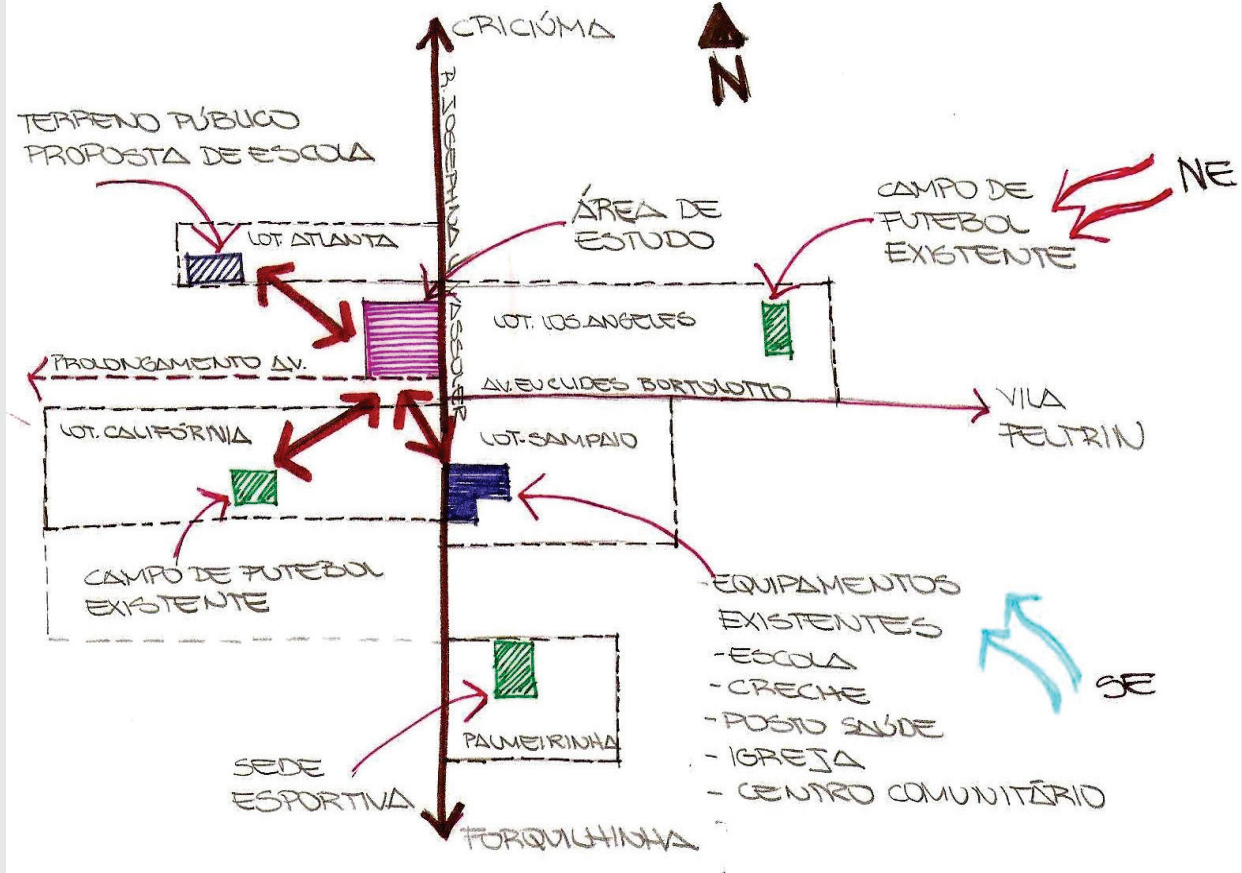 CRICIÚMA
N
R. JOSEPHINA
TERRENO PÚBLICO
PROPOSTA DE ESCOLA
LOT. ATLANTA
ÁREA DE
ESTUDO
CAMPO DE
FUTEBOL
EXISTENTE
NE
LOT. LOS ANGELES
PROLONGAMENTO AV.
AV. EUCLIDES BORTOLOTTO
VILA
FELTRIN
LOT. CALIFÓRNIA
LOT. SAMPAIO
CAMPO DE FUTEBOL
EXISTENTE
EQUIPAMENTOS
EXISTENTES
-ESCOLA
-CRECHE
-POSTO SAÚDE
-IGREJA
- CENTRO COMUNITÁRIO
SE
PALMEIRINHA
SEDE
ESPORTIVA
FORQUILHINHA